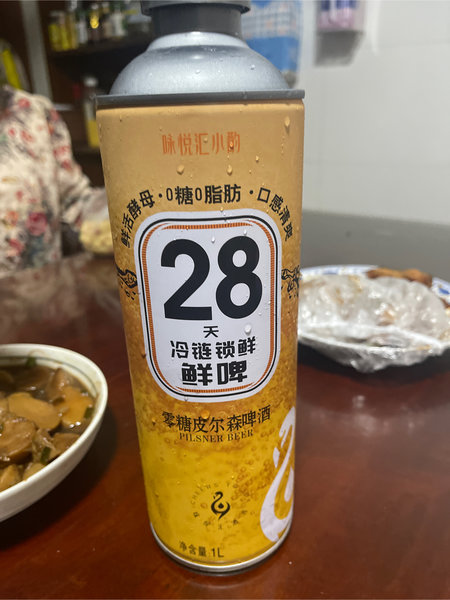 咏悦汇小酌
鲜活酵母·0糖0脂肪·口感清爽
28
天
冷链锁鲜
鲜啤
零糖皮尔森啤酒
PILSNER BEER
净含量:1L